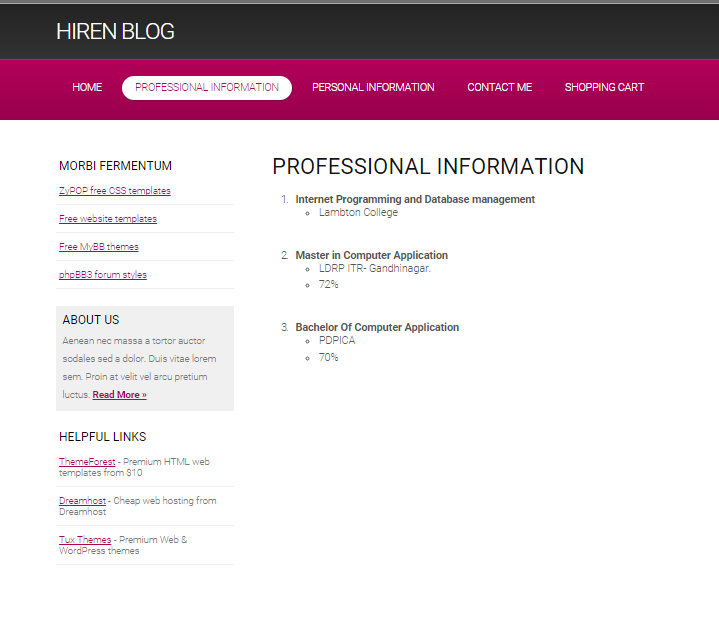 HIREN BLOG
HOME PROFESSIONAL INFORMATION PERSONAL INFORMATION CONTACT ME SHOPPING CART
MORBI FERMENTUM
ZyPOP free CSS templates
Free website templates
Free MyBB themes
phpBB3 forum styles
ABOUT US
Aenean nec massa a tortor auctor
sodales sed a dolor. Duis vitae lorem
sem. Proin at velit vel arcu pretium
luctus. Read More »
HELPFUL LINKS
ThemeForest - Premium HTML web
templates from $10
Dreamhost - Cheap web hosting from
Dreamhost
Tux Themes - Premium Web &
WordPress themes
PROFESSIONAL INFORMATION
1. Internet Programming and Database management
Lambton College
2. Master in Computer Application
LDRP ITR- Gandhinagar.
72%
3. Bachelor Of Computer Application
PDPICA
70%